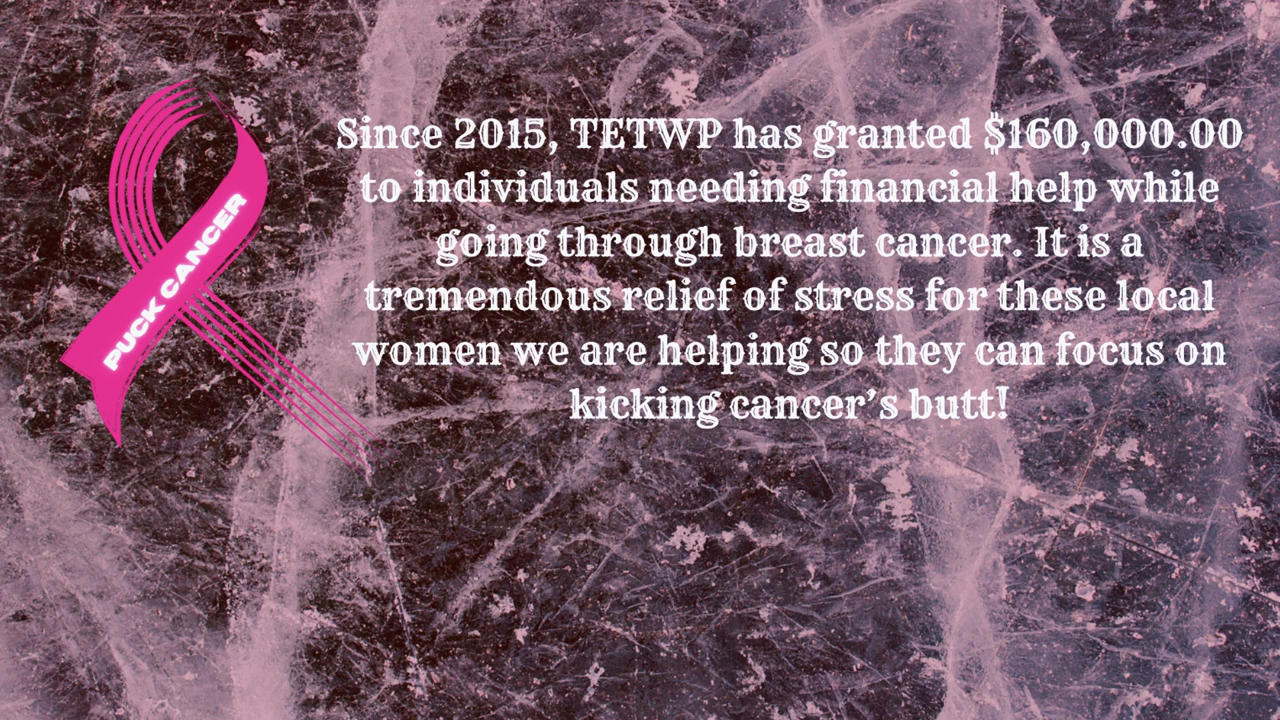 PUCK CANCER
Since 2015, TETWP has granted $160,000.00
to individuals needing financial help while
going through breast cancer. It is a
tremendous relief of stress for these local
women we are helping so they can focus on
kicking cancer’s butt!